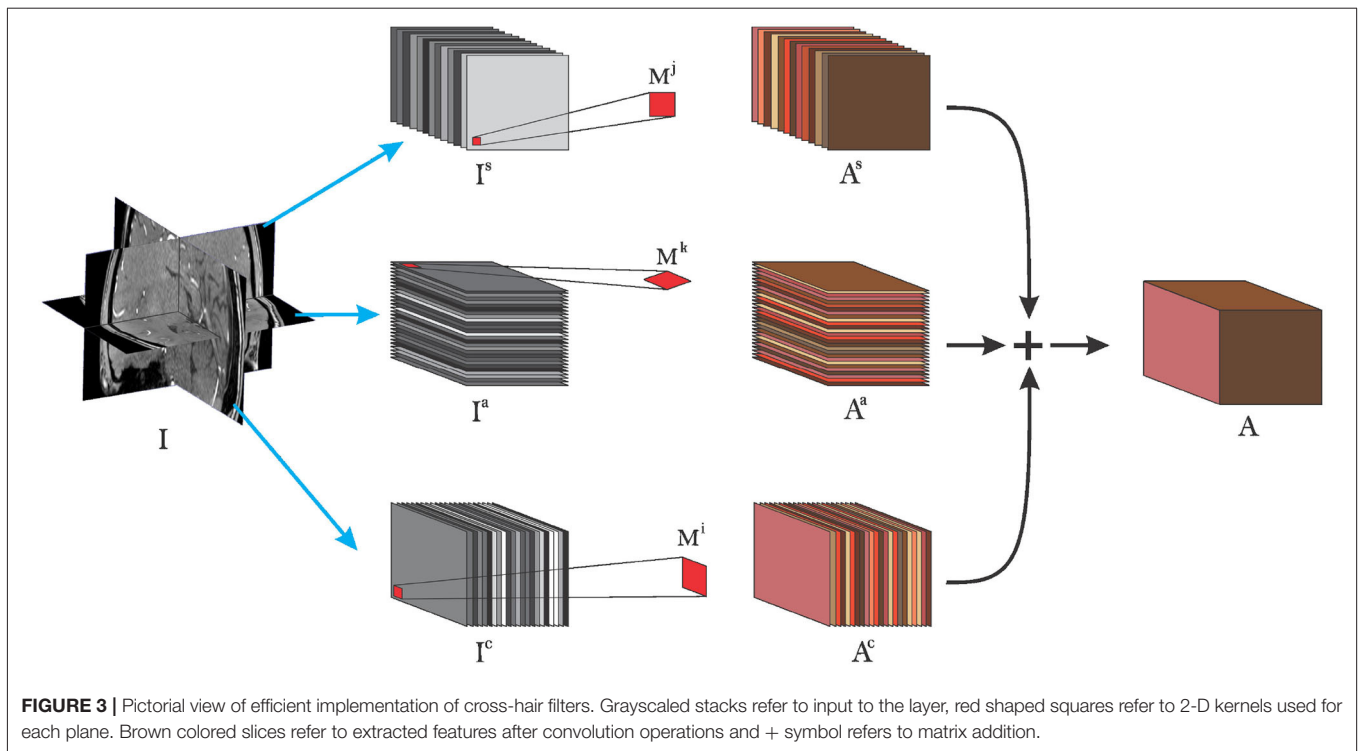 M^j
I^s
A^s
M^k
I
I^a
A^a
+
A
M^i
I^c
A^c
FIGURE 3 | Pictorial view of efficient implementation of cross-hair filters. Grayscaled stacks refer to input to the layer, red shaped squares refer to 2-D kernels used for
each plane. Brown colored slices refer to extracted features after convolution operations and + symbol refers to matrix addition.